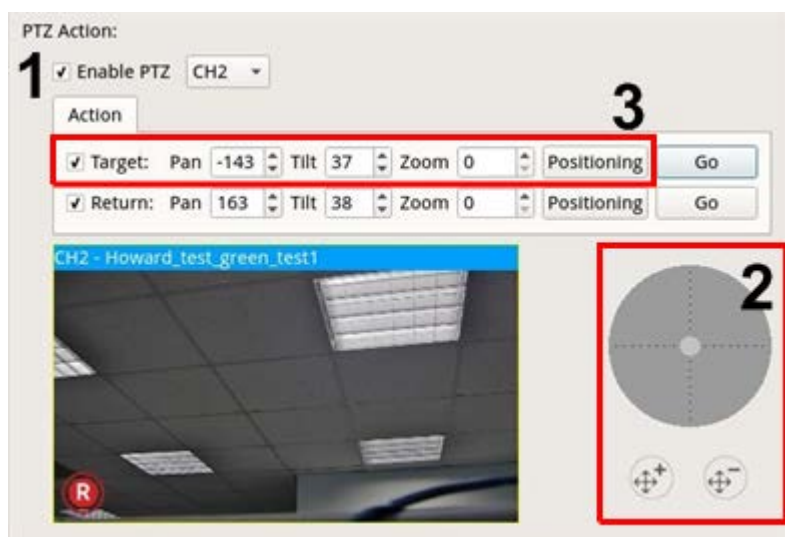 PTZ Action:
1
Enable PTZ CH2
Action
3
Target: Pan -143 Tilt 37 Zoom 0 Positioning Go
Return: Pan 163 Tilt 38 Zoom 0 Positioning Go
CH2 - Howard_test_green_test1
2
R